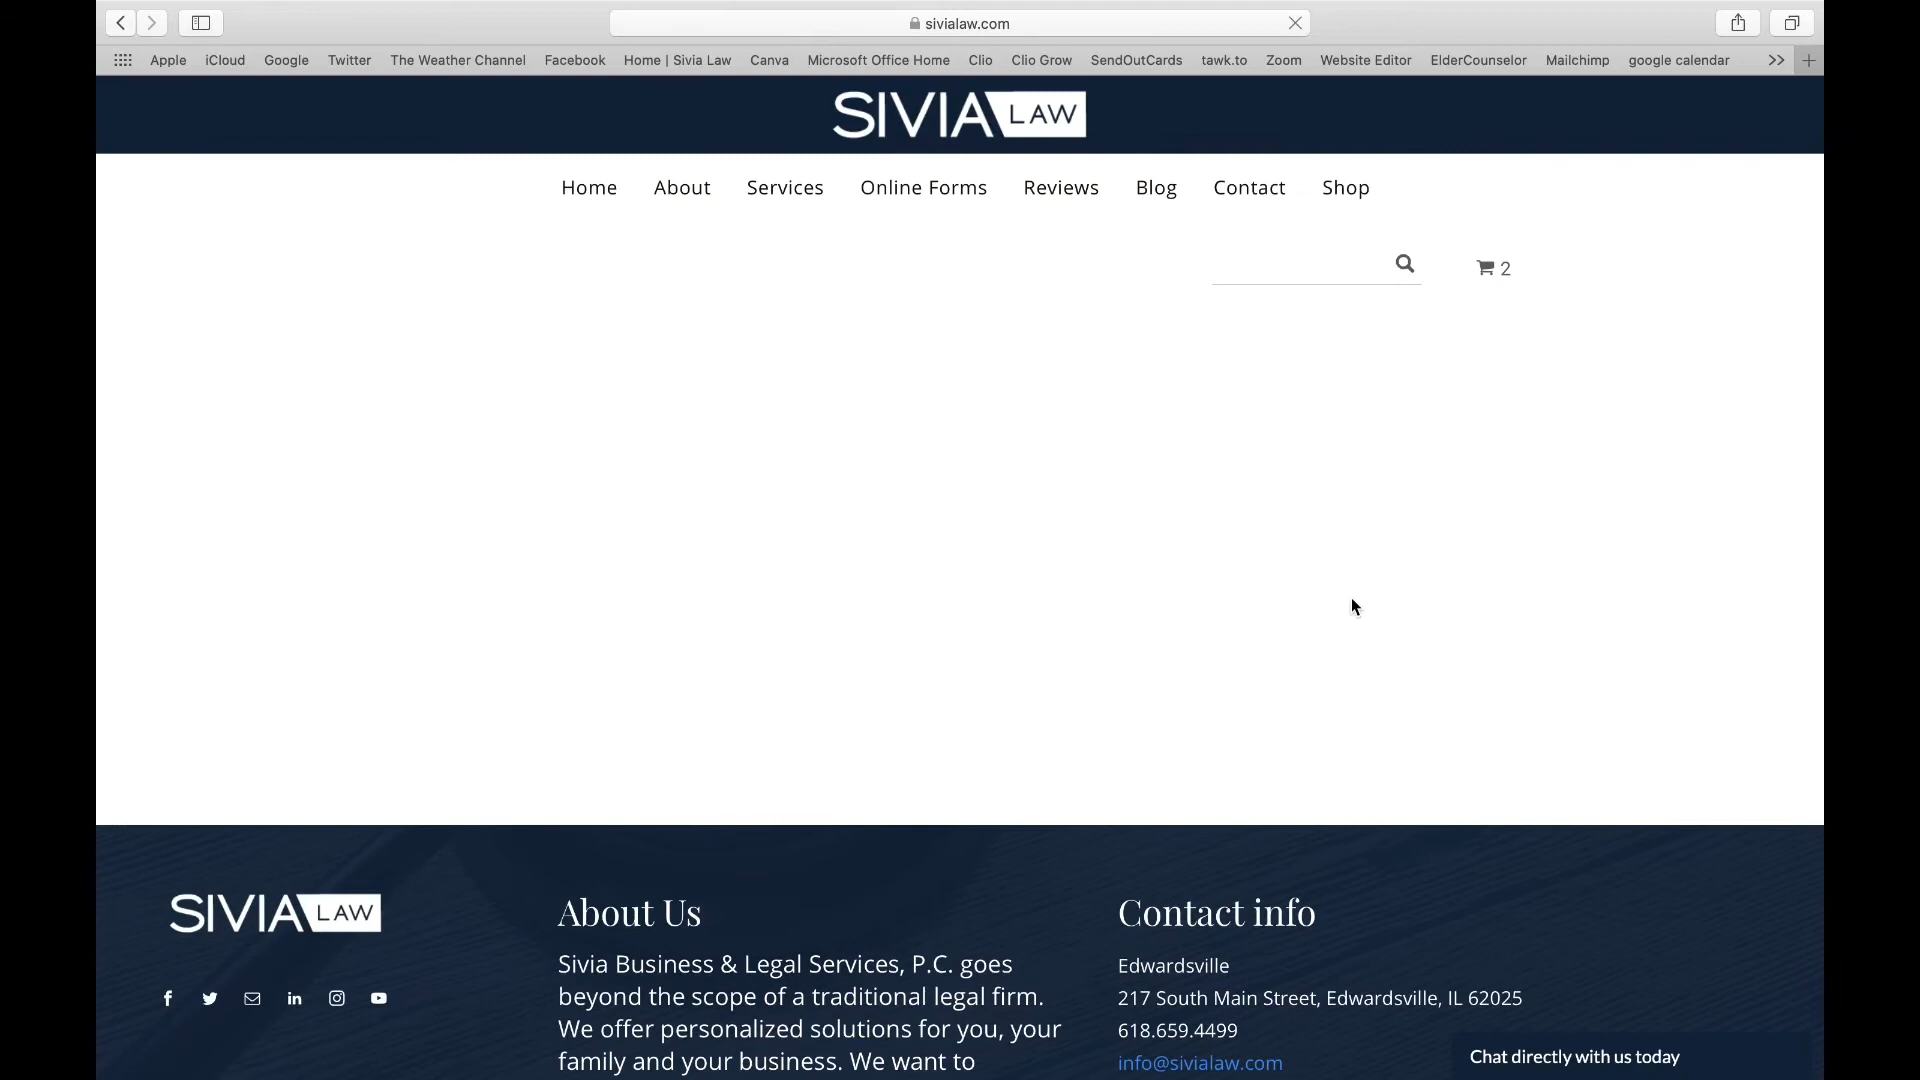 sivialaw.com
Apple iCloud Google Twitter The Weather Channel Facebook Home | Sivia Law Canva Microsoft Office Home Clio Clio Grow SendOutCards tawk.to Zoom Website Editor ElderCounselor Mailchimp google calendar
SIVIA LAW
Home About Services Online Forms Reviews Blog Contact Shop
2
SIVIA LAW
About Us
Sivia Business & Legal Services, P.C. goes
beyond the scope of a traditional legal firm.
We offer personalized solutions for you, your
family and your business. We want to
Contact info
Edwardsville
217 South Main Street, Edwardsville, IL 62025
618.659.4499
info@sivialaw.com
Chat directly with us today